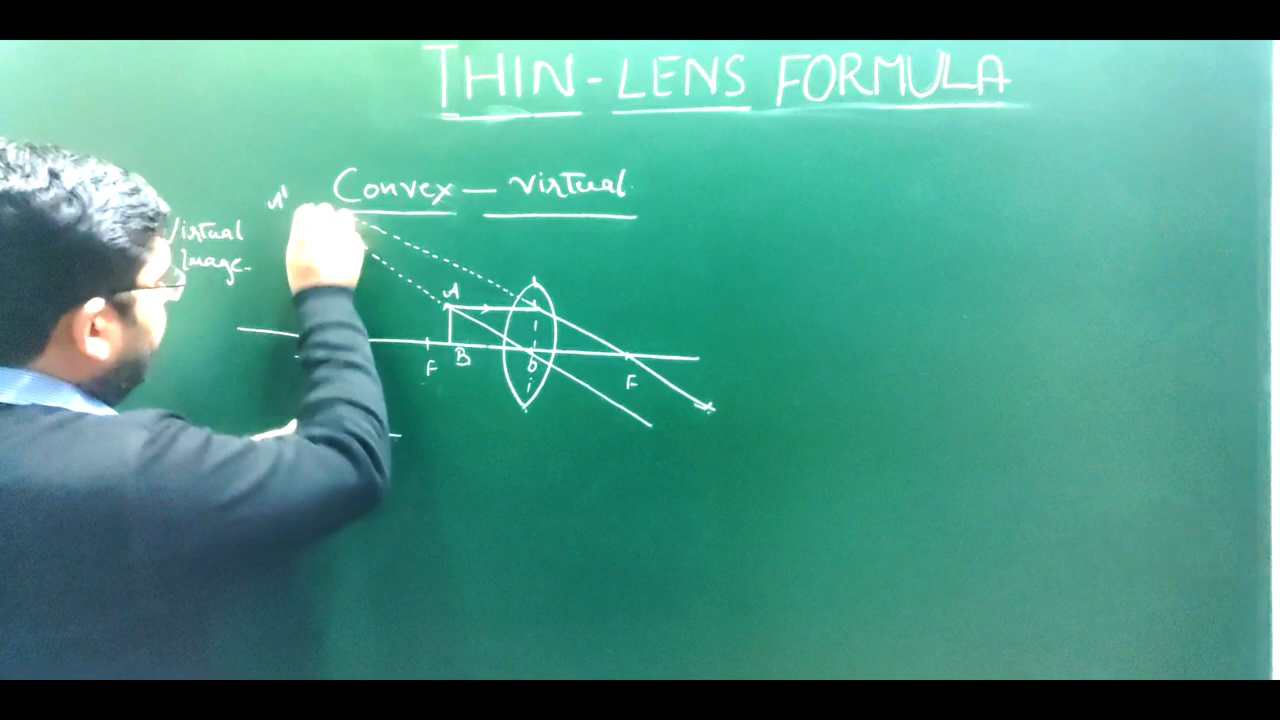 THIN-LENS FORMULA
Convex - virtual
A'
Virtual
Image
A
F B
F